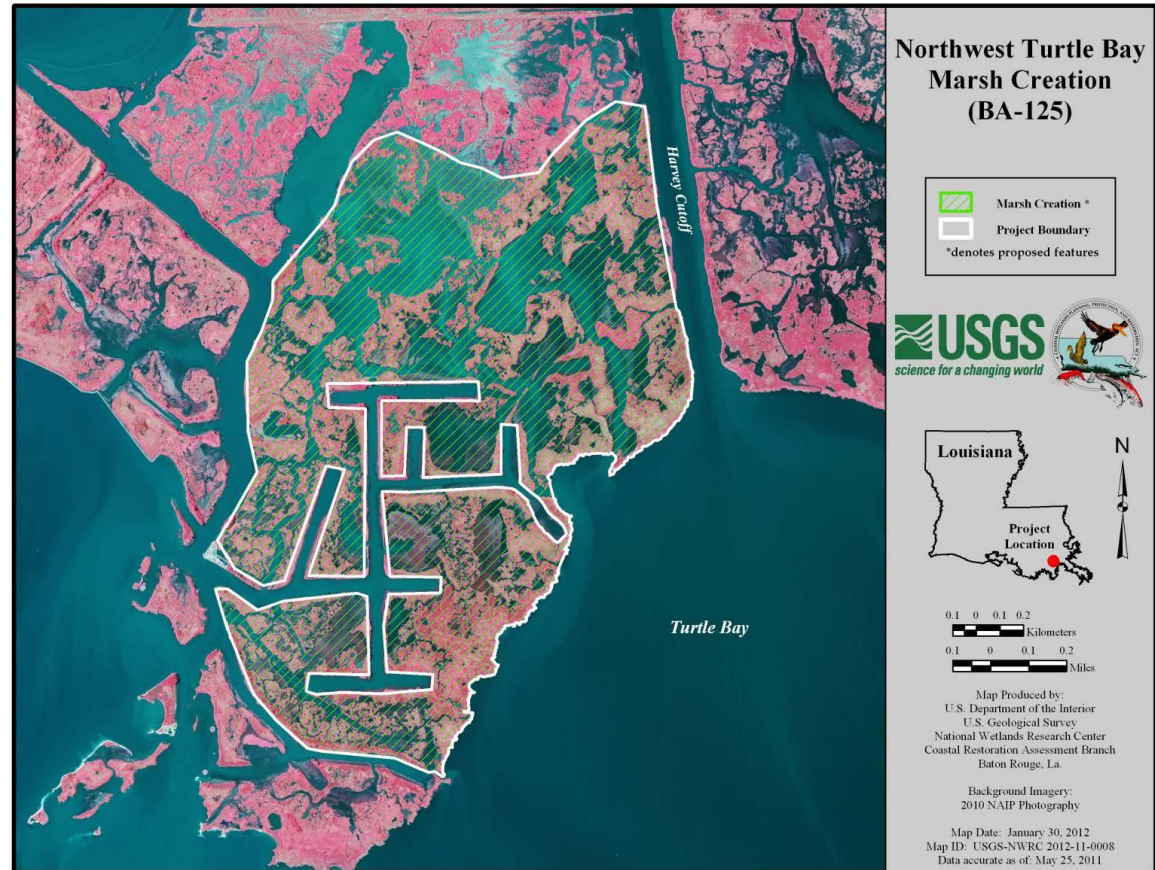 Northwest Turtle Bay
Marsh Creation
(BA-125)
Marsh Creation *
Project Boundary
*denotes proposed features
USGS
science for a changing world
Louisiana
N
Project
Location
0.1 0 0.1 0.2
Kilometers
0.1 0 0.1 0.2
Miles
Map Produced by:
U.S. Department of the Interior
U.S. Geological Survey
National Wetlands Research Center
Coastal Restoration Assessment Branch
Baton Rouge, La.
Background Imagery:
2010 NAIP Photography
Map Date: January 30, 2012
Map ID: USGS-NWRC 2012-11-0008
Data accurate as of: May 25, 2011
Harvey Cutoff
Turtle Bay